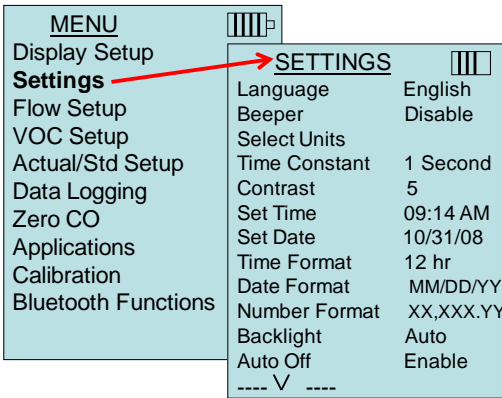 MENU
Display Setup
Settings
Flow Setup
VOC Setup
Actual/Std Setup
Data Logging
Zero CO
Applications
Calibration
Bluetooth Functions
SETTINGS
Language English
Beeper Disable
Select Units
Time Constant 1 Second
Contrast 5
Set Time 09:14 AM
Set Date 10/31/08
Time Format 12 hr
Date Format MM/DD/YY
Number Format XX,XXX.YY
Backlight Auto
Auto Off Enable
---- V ----